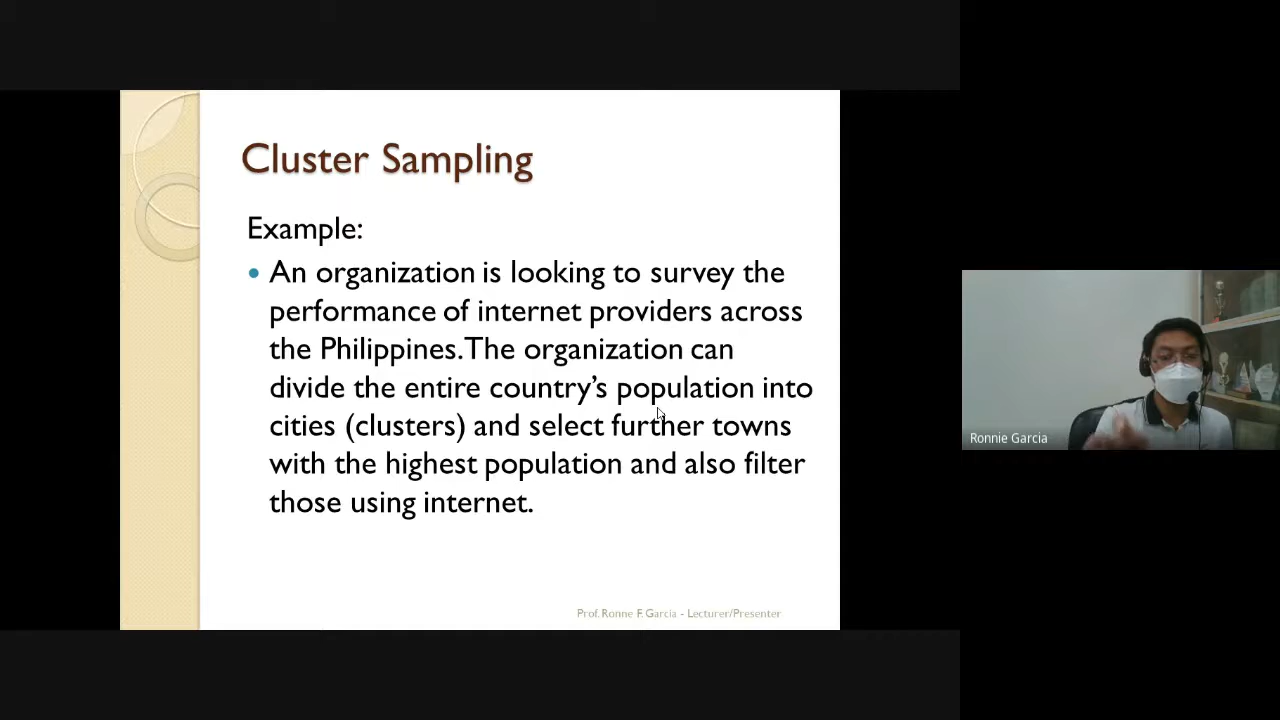 Cluster Sampling
Example:
• An organization is looking to survey the
performance of internet providers across
the Philippines. The organization can
divide the entire country's population into
cities (clusters) and select further towns
with the highest population and also filter
those using internet.
Prof. Ronne F. Garcia - Lecturer/Presenter
Ronnie Garcia